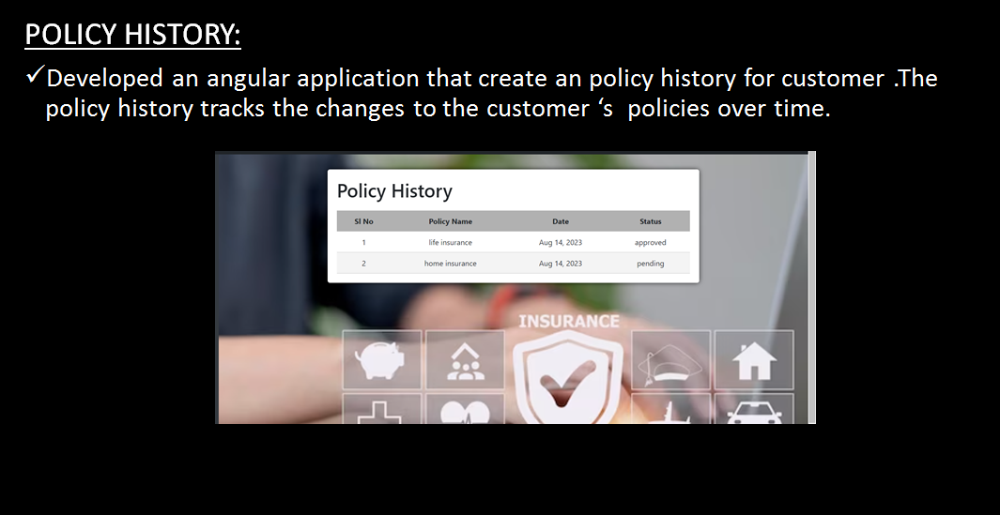 POLICY HISTORY:
✓Developed an angular application that create an policy history for customer .The
policy history tracks the changes to the customer ‘s policies over time.
Policy History
Sl No Policy Name Date Status
1 life insurance Aug 14, 2023 approved
2 home insurance Aug 14, 2023 pending
INSURANCE